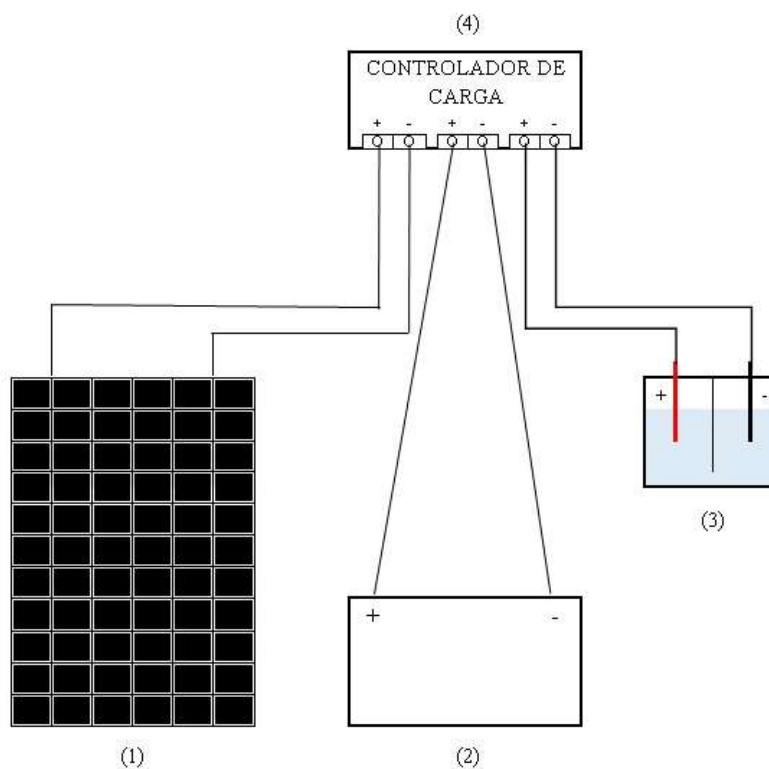 (4)
CONTROLADOR DE
CARGA
+ - + - + -
+ -
(3)
+ -
(1)
(2)